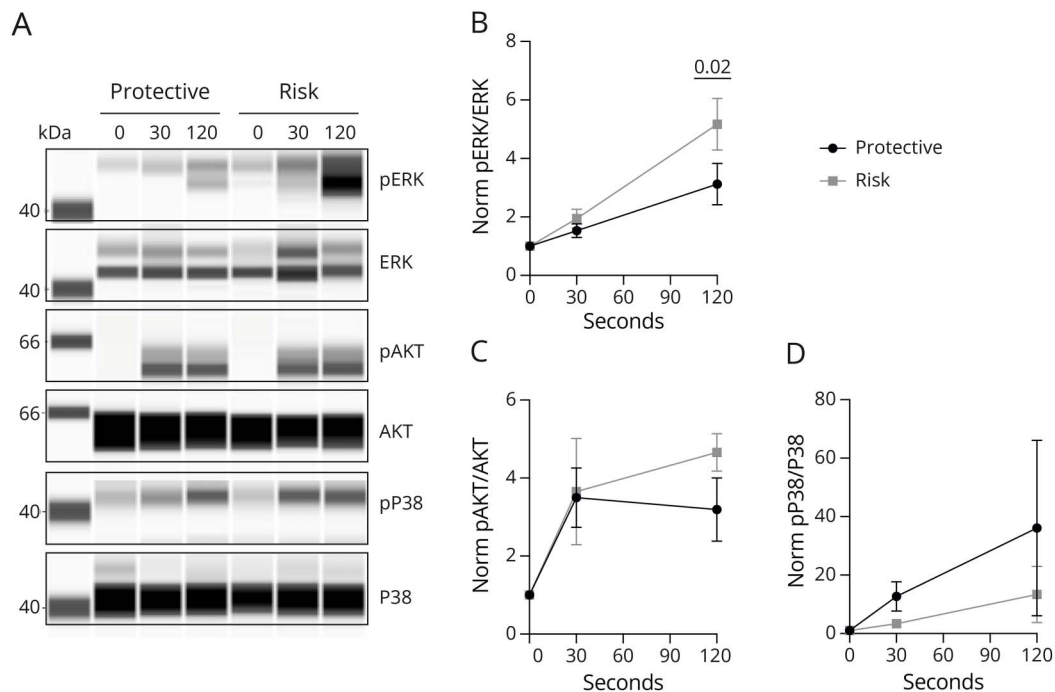 A
Protective Risk
kDa 0 30 120 0 30 120
pERK
40
ERK
40
66
pAKT
66
AKT
pP38
40
P38
40
B
8
6
4
2
0
Norm pERK/ERK
0.02
0 30 60 90 120
Seconds
Protective
Risk
C
6
4
2
0
Norm pAKT/AKT
0 30 60 90 120
Seconds
D
80
60
40
20
0
Norm pP38/P38
0 30 60 90 120
Seconds